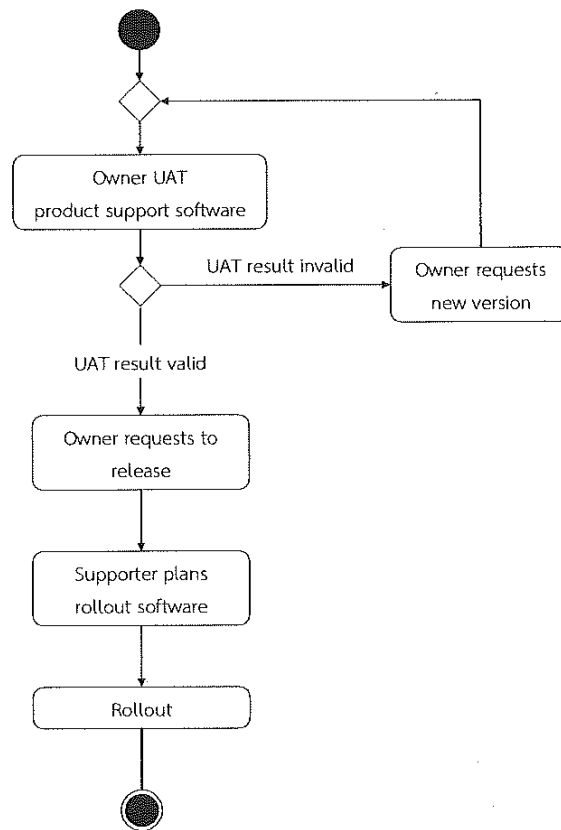 Owner UAT
product support software
UAT result invalid
Owner requests
new version
UAT result valid
Owner requests to
release
Supporter plans
rollout software
Rollout